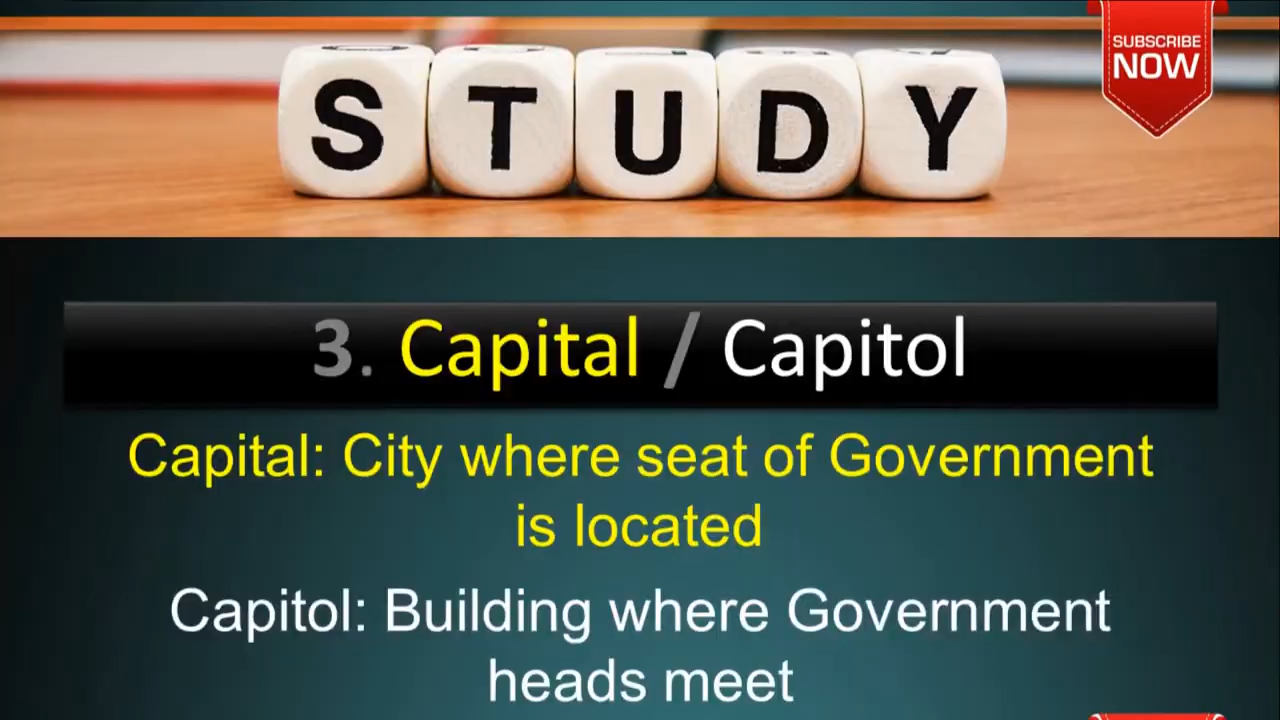 SUBSCRIBE
NOW
STUDY
3. Capital / Capitol
Capital: City where seat of Government
is located
Capitol: Building where Government
heads meet